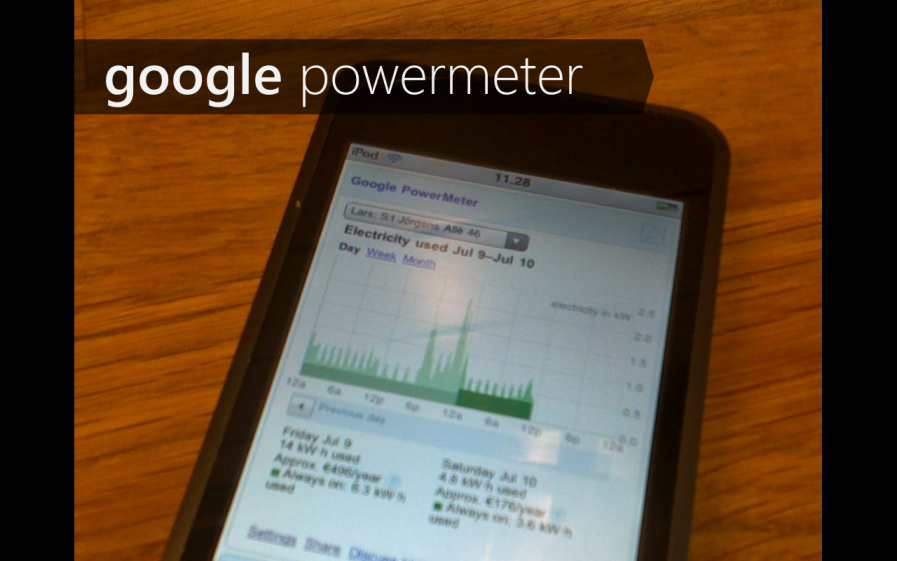 google powermeter
iPod
11.28
Google PowerMeter
Lars: S:t Jörgens Allé 46
Electricity used Jul 9–Jul 10
Day Week Month
electricity in kW
2.5
2.0
1.5
1.0
0.5
0.0
12a 6a 12p 6p 12a 6a 12p 6p 12a
Previous day
Friday Jul 9
14 kW·h used
Approx. €496/year
Always on: 6.3 kW·h
used
Saturday Jul 10
4.8 kW·h used
Approx. €176/year
Always on: 3.6 kW·h
used
Settings Share Discuss